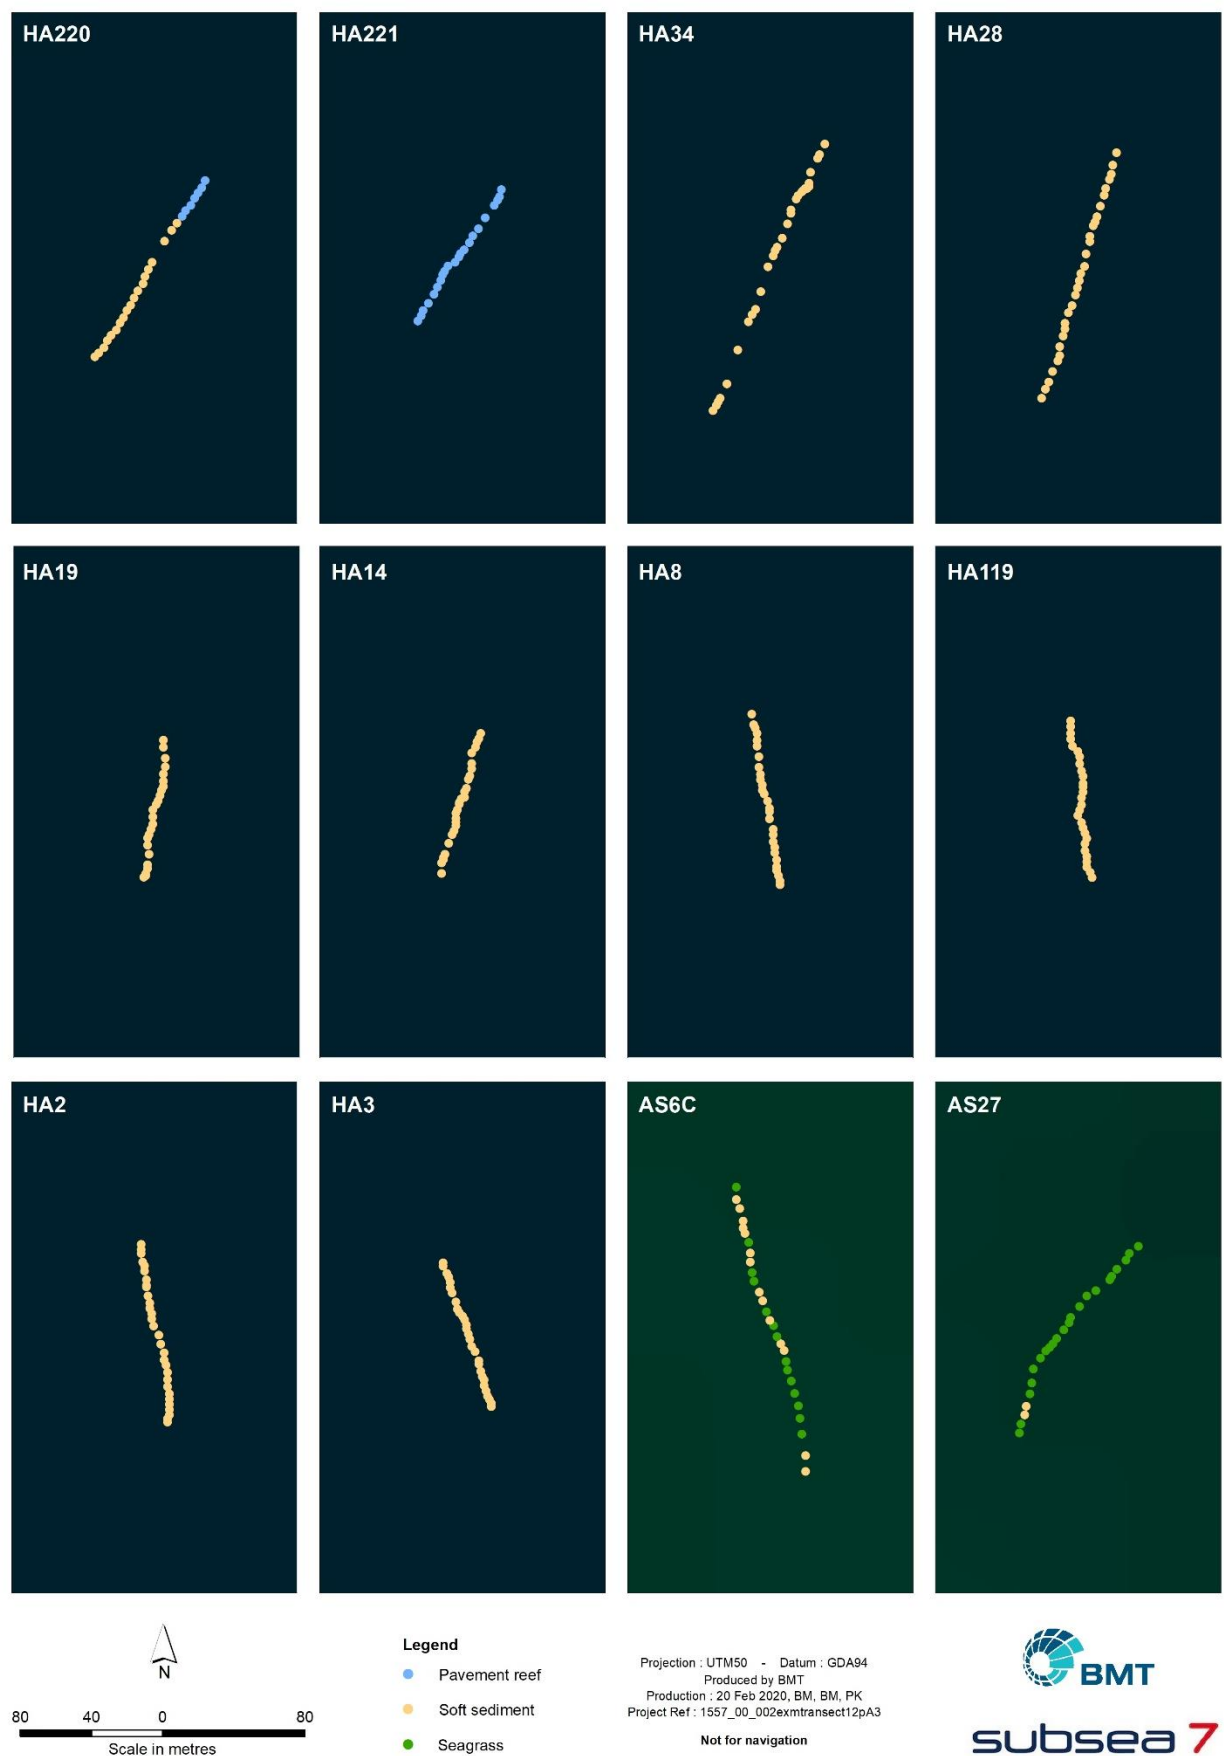 HA220
HA221
HA34
HA28
HA19
HA14
HA8
HA119
HA2
HA3
AS6C
AS27
N
80 40 0 80
Scale in metres
Legend
Pavement reef
Soft sediment
Seagrass
Projection : UTM50 - Datum : GDA94
Produced by BMT
Production : 20 Feb 2020, BM, BM, PK
Project Ref : 1557_00_002exmtransect12pA3
Not for navigation
BMT
subsea 7